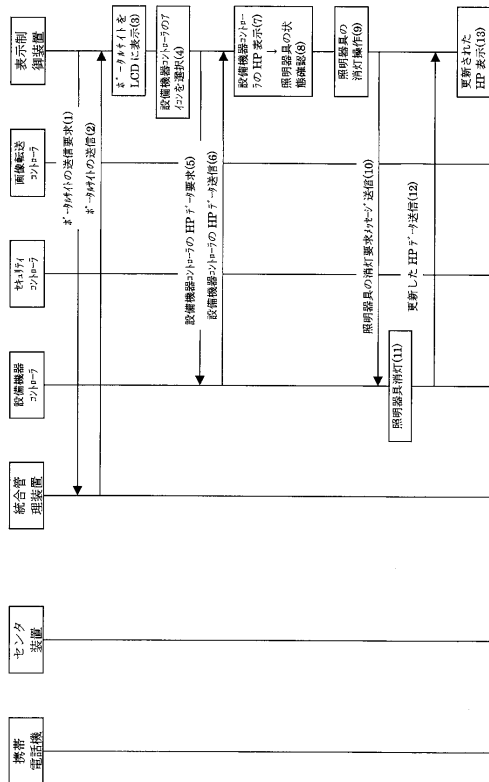 携帯
電話機
センタ
装置
統合管
理装置
設備機器
コントローラ
セキュリティ
コントローラ
画像転送
コントローラ
表示制
御装置
ポータルサイトの送信要求(1)
ポータルサイトの送信(2)
ポータルサイトを
LCDに表示(3)
設備機器コントローラのア
イコンを選択(4)
設備機器コントローラのHPデータ要求(5)
設備機器コントローラのHPデータ送信(6)
設備機器コントロー
ラのHP表示(7)
↓
照明器具の状
態確認(8)
照明器具の
消灯操作(9)
照明器具の消灯要求メッセージ送信(10)
照明器具消灯(11)
更新したHPデータ送信(12)
更新された
HP表示(13)